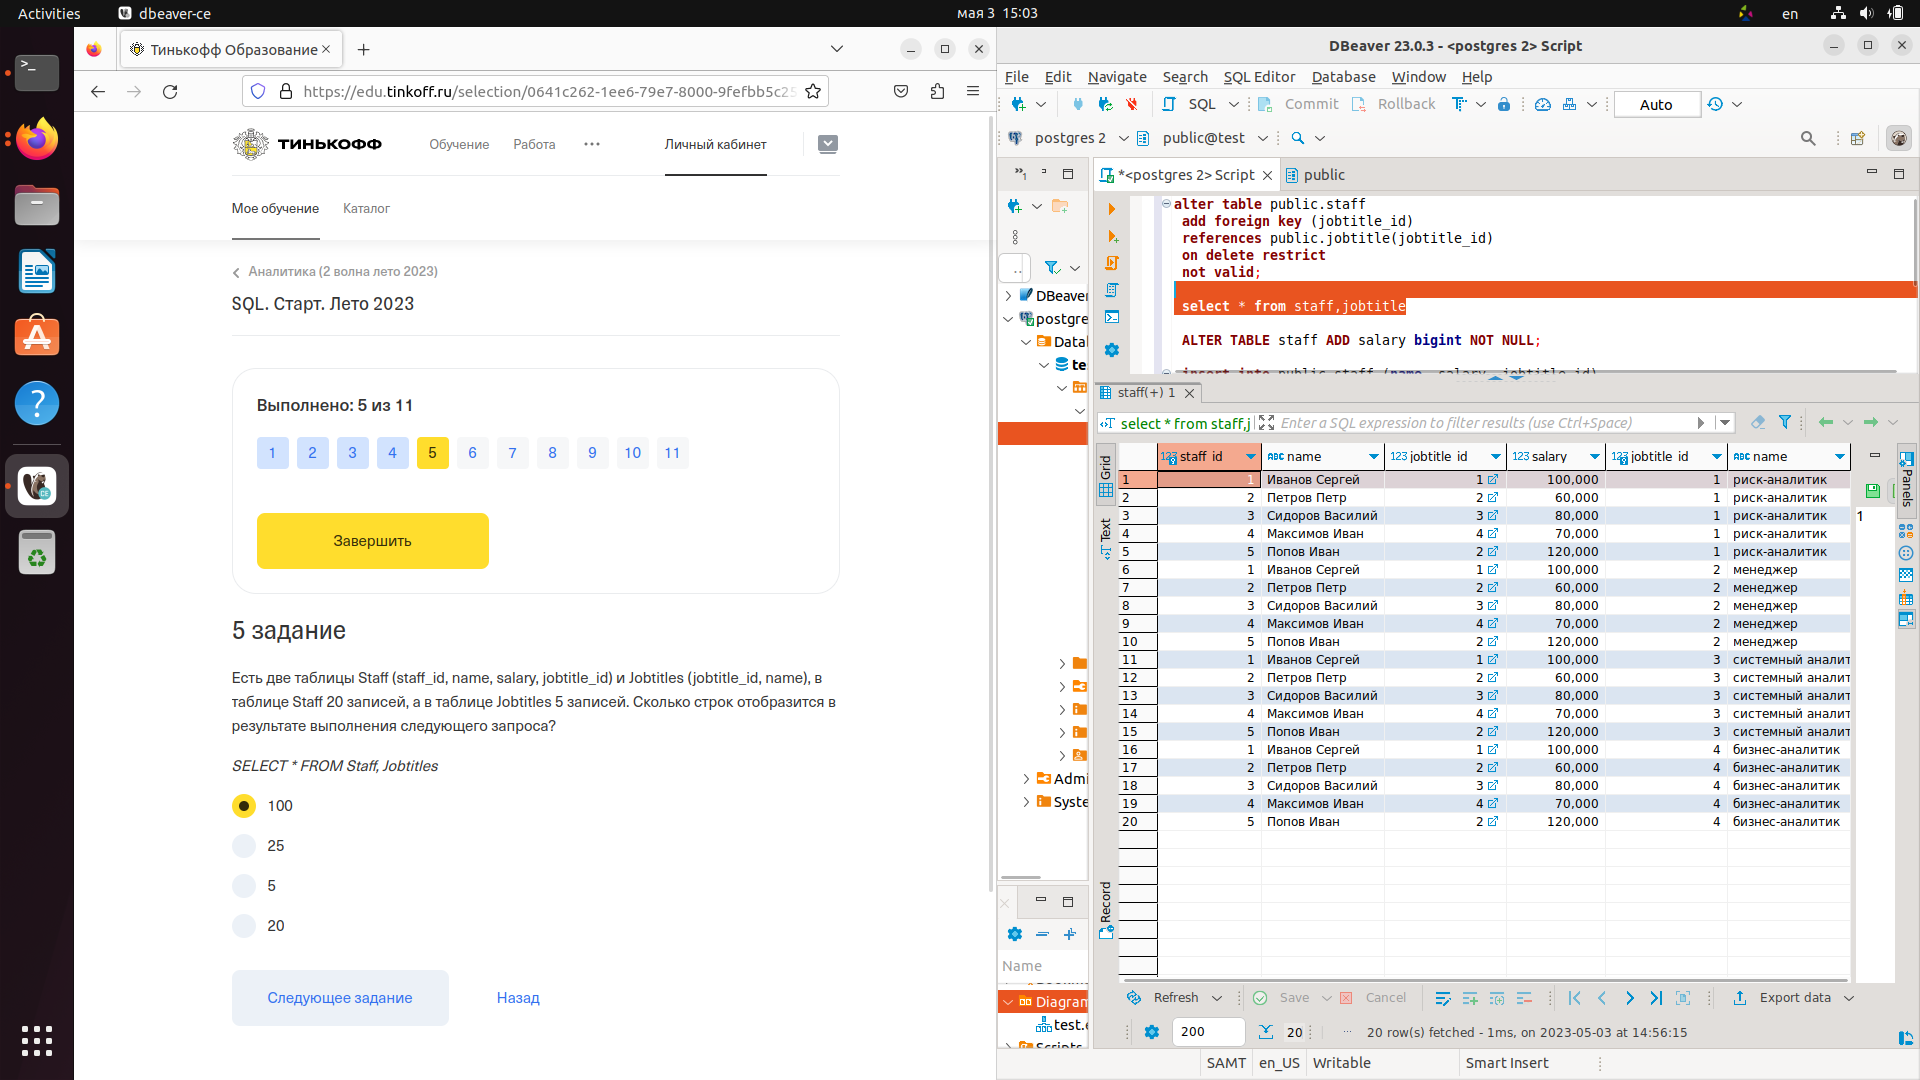 Activities
dbeaver-ce
мая 3  15:03
en
Тинькофф Образование
https://edu.tinkoff.ru/selection/0641c262-1ee6-79e7-8000-9fefbb5c25
ТИНЬКОФФ
Обучение
Работа
Личный кабинет
Мое обучение
Каталог
Аналитика (2 волна лето 2023)
SQL. Старт. Лето 2023
Выполнено: 5 из 11
1 2 3 4 5 6 7 8 9 10 11
Завершить
5 задание
Есть две таблицы Staff (staff_id, name, salary, jobtitle_id) и Jobtitles (jobtitle_id, name), в
таблице Staff 20 записей, а в таблице Jobtitles 5 записей. Сколько строк отобразится в
результате выполнения следующего запроса?
SELECT * FROM Staff, Jobtitles
100
25
5
20
Следующее задание
Назад
DBeaver 23.0.3 - <postgres 2> Script
File Edit Navigate Search SQL Editor Database Window Help
SQL
Commit
Rollback
Auto
postgres 2
public@test
DBeaver
postgre
Datal
te
Admi
Syste
Name
Diagram
test.e
Scripts
*<postgres 2> Script
public
alter table public.staff
add foreign key (jobtitle_id)
references public.jobtitle(jobtitle_id)
on delete restrict
not valid;
select * from staff,jobtitle
ALTER TABLE staff ADD salary bigint NOT NULL;
insert into public.staff (name, salary, jobtitle_id)
staff(+) 1
select * from staff,j
Enter a SQL expression to filter results (use Ctrl+Space)
Grid
Text
Record
Panels
1
123 staff_id ABC name 123 jobtitle_id 123 salary 123 jobtitle_id ABC name
1 1 Иванов Сергей 1 100,000 1 риск-аналитик
2 2 Петров Петр 2 60,000 1 риск-аналитик
3 3 Сидоров Василий 3 80,000 1 риск-аналитик
4 4 Максимов Иван 4 70,000 1 риск-аналитик
5 5 Попов Иван 2 120,000 1 риск-аналитик
6 1 Иванов Сергей 1 100,000 2 менеджер
7 2 Петров Петр 2 60,000 2 менеджер
8 3 Сидоров Василий 3 80,000 2 менеджер
9 4 Максимов Иван 4 70,000 2 менеджер
10 5 Попов Иван 2 120,000 2 менеджер
11 1 Иванов Сергей 1 100,000 3 системный аналит
12 2 Петров Петр 2 60,000 3 системный аналит
13 3 Сидоров Василий 3 80,000 3 системный аналит
14 4 Максимов Иван 4 70,000 3 системный аналит
15 5 Попов Иван 2 120,000 3 системный аналит
16 1 Иванов Сергей 1 100,000 4 бизнес-аналитик
17 2 Петров Петр 2 60,000 4 бизнес-аналитик
18 3 Сидоров Василий 3 80,000 4 бизнес-аналитик
19 4 Максимов Иван 4 70,000 4 бизнес-аналитик
20 5 Попов Иван 2 120,000 4 бизнес-аналитик
Refresh
Save
Cancel
Export data
200
20
20 row(s) fetched - 1ms, on 2023-05-03 at 14:56:15
SAMT
en_US
Writable
Smart Insert